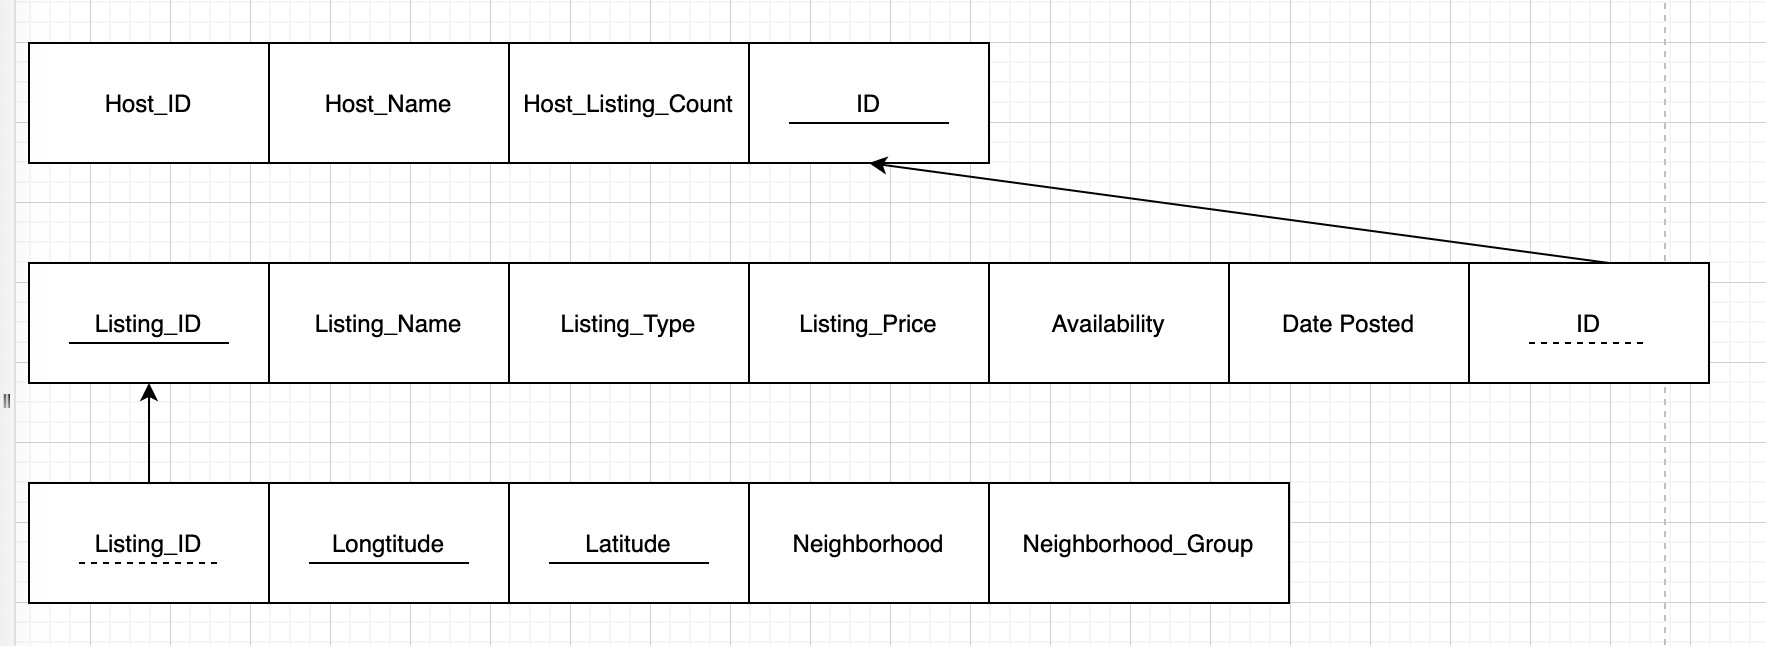 Host_ID
Host_Name
Host_Listing_Count
ID
Listing_ID
Listing_Name
Listing_Type
Listing_Price
Availability
Date Posted
ID
Listing_ID
Longtitude
Latitude
Neighborhood
Neighborhood_Group